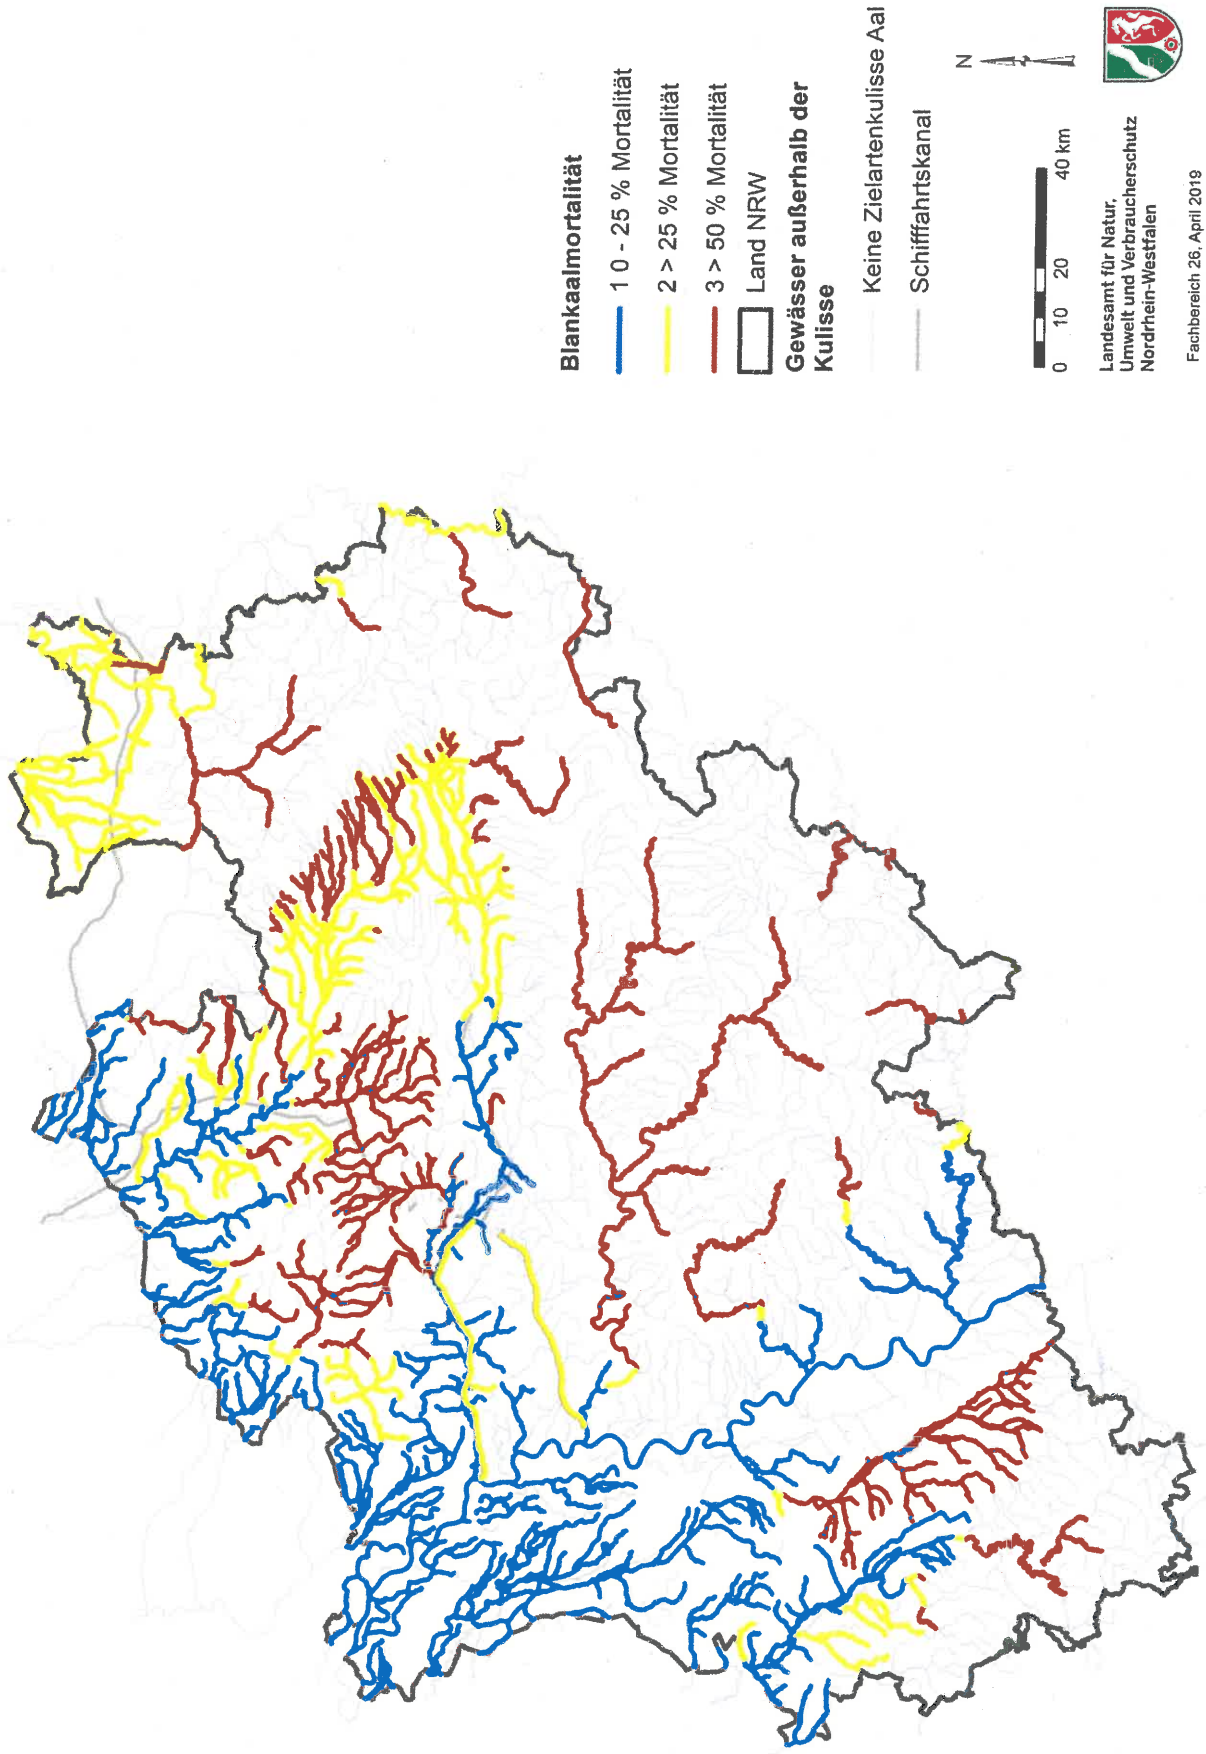 Blankaalmortalität
1 0 - 25 % Mortalität
2 > 25 % Mortalität
3 > 50 % Mortalität
Land NRW
Gewässer außerhalb der
Kulisse
Keine Zielartenkulisse Aal
Schifffahrtskanal
N
0 10 20 40 km
Landesamt für Natur,
Umwelt und Verbraucherschutz
Nordrhein-Westfalen
Fachbereich 26, April 2019